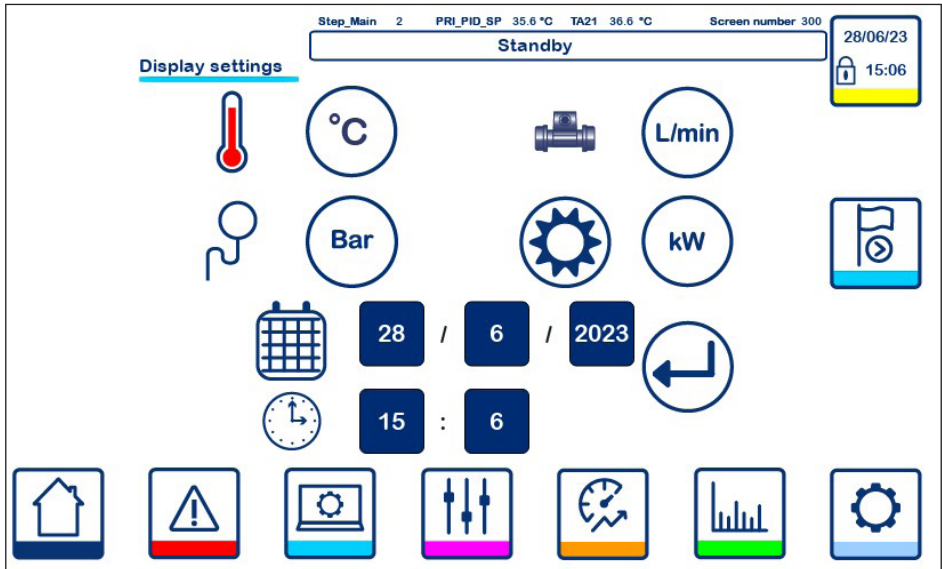 Step_Main 2 PRI_PID_SP 35.6 °C TA21 36.6 °C Screen number 300
Standby
28/06/23
15:06
Display settings
°C
L/min
Bar
kW
28 / 6 / 2023
15 : 6